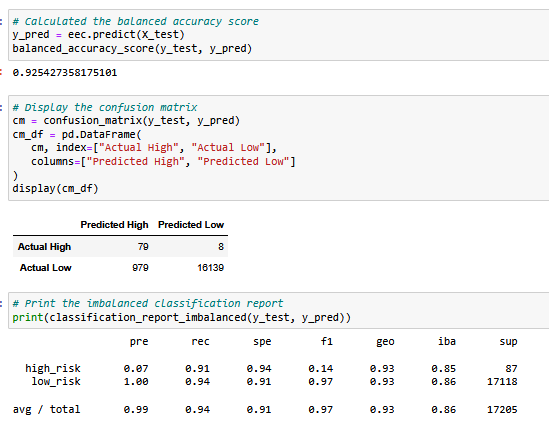 # Calculated the balanced accuracy score
y_pred = eec.predict(X_test)
balanced_accuracy_score(y_test, y_pred)
0.925427358175101
# Display the confusion matrix
cm = confusion_matrix(y_test, y_pred)
cm_df = pd.DataFrame(
cm, index=["Actual High", "Actual Low"],
columns=["Predicted High", "Predicted Low"]
)
display(cm_df)
Predicted High Predicted Low
Actual High 79 8
Actual Low 979 16139
# Print the imbalanced classification report
print(classification_report_imbalanced(y_test, y_pred))
pre rec spe f1 geo iba sup
high_risk 0.07 0.91 0.94 0.14 0.93 0.85 87
low_risk 1.00 0.94 0.91 0.97 0.93 0.86 17118
avg / total 0.99 0.94 0.91 0.97 0.93 0.86 17205